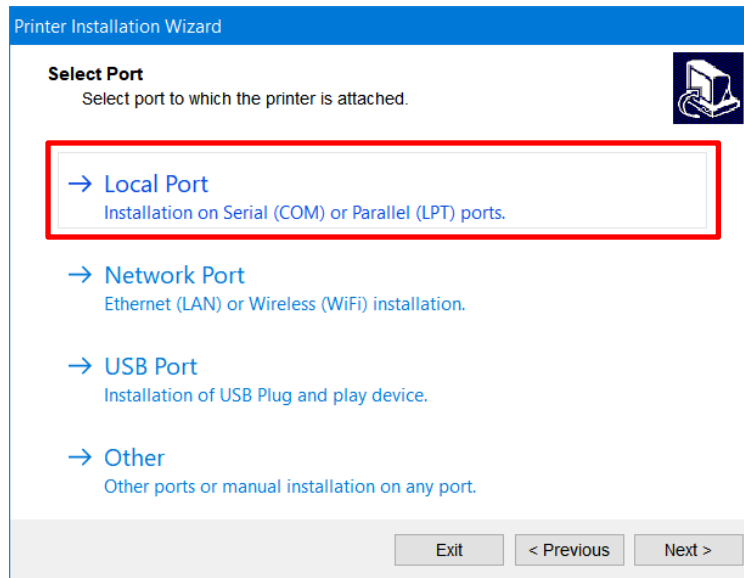 Printer Installation Wizard
Select Port
Select port to which the printer is attached.
→ Local Port
Installation on Serial (COM) or Parallel (LPT) ports.
→ Network Port
Ethernet (LAN) or Wireless (WiFi) installation.
→ USB Port
Installation of USB Plug and play device.
→ Other
Other ports or manual installation on any port.
Exit < Previous Next >